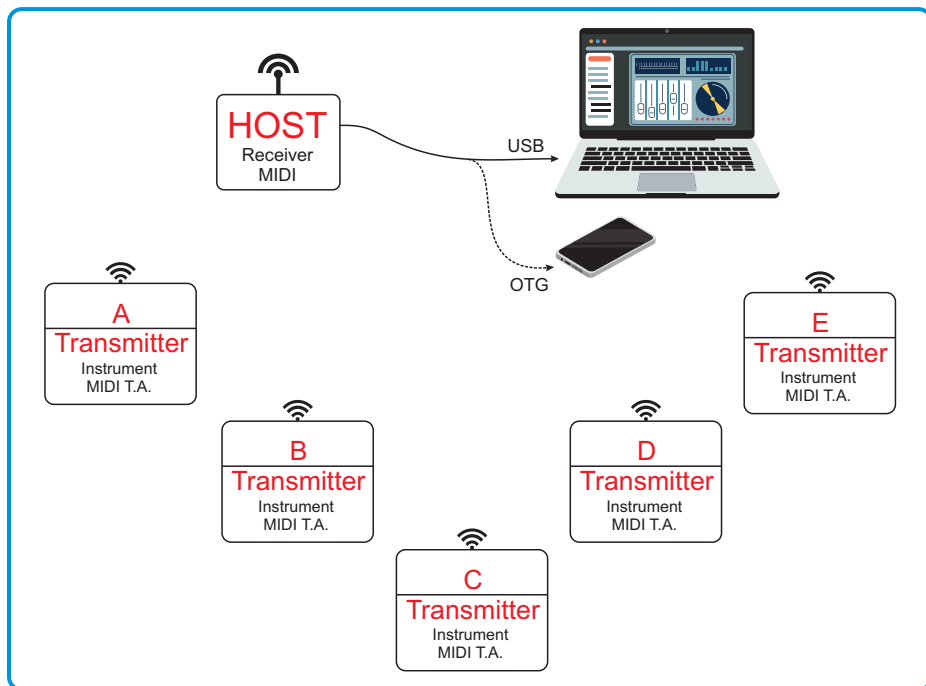 HOST
Receiver
MIDI
USB
OTG
A
Transmitter
Instrument
MIDI T.A.
B
Transmitter
Instrument
MIDI T.A.
C
Transmitter
Instrument
MIDI T.A.
D
Transmitter
Instrument
MIDI T.A.
E
Transmitter
Instrument
MIDI T.A.